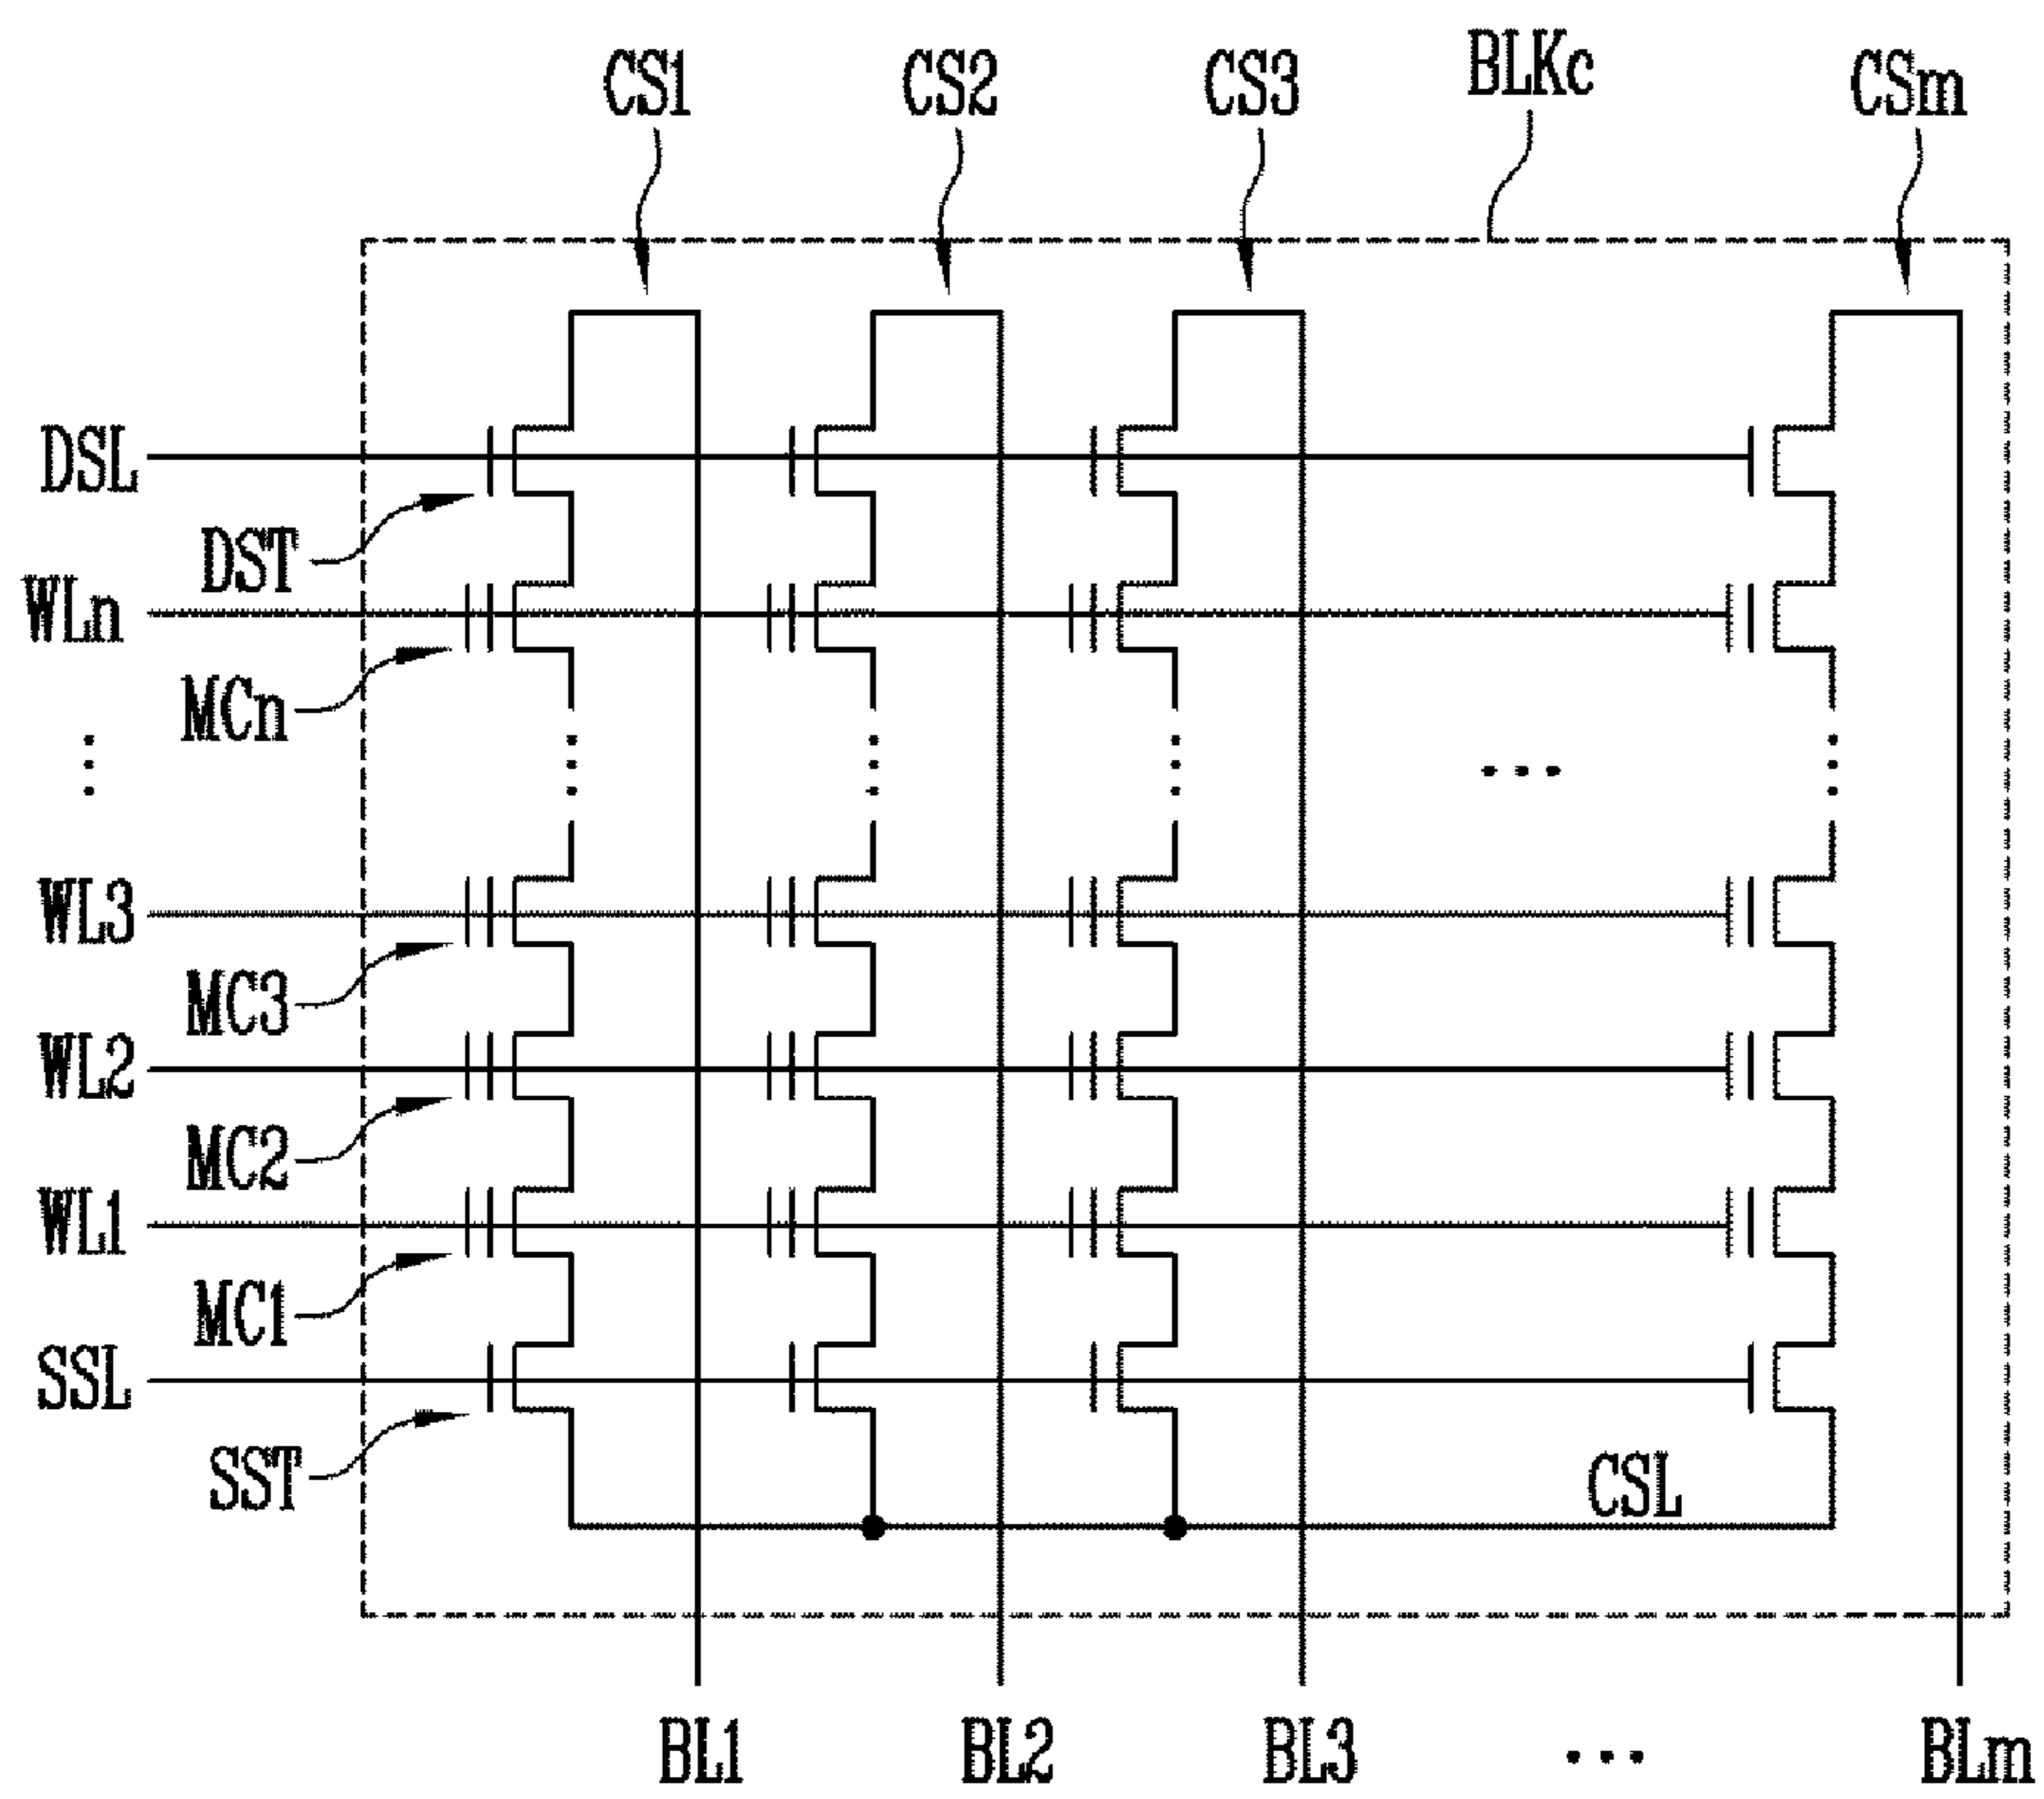 CS1 CS2 CS3 BLKc CSm
DSL
DST
WLn
MCn
WL3
MC3
WL2
MC2
WL1
MC1
SSL
SST
CSL
BL1 BL2 BL3 ... BLm